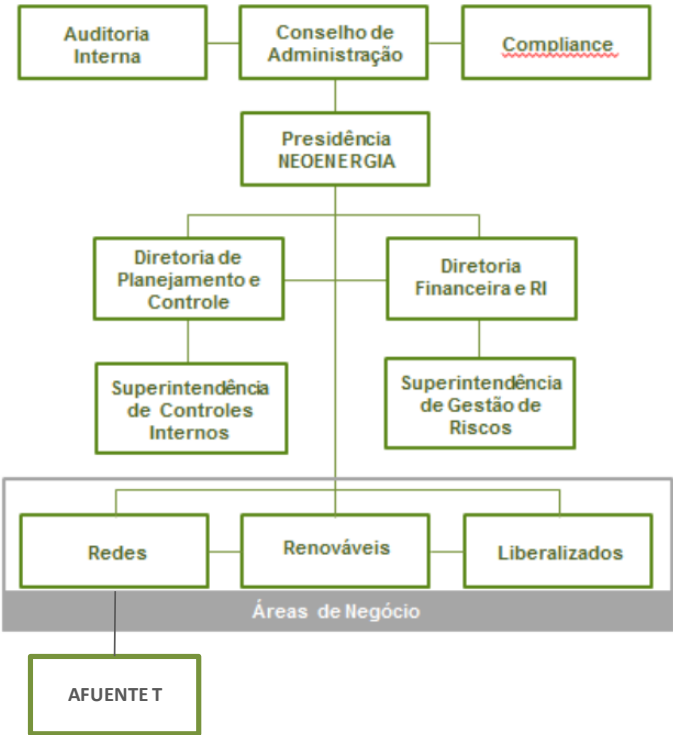 Auditoria
Interna
Conselho de
Administração
Compliance
Presidência
NEOENERGIA
Diretoria de
Planejamento e
Controle
Diretoria
Financeira e RI
Superintendência
de Controles
Internos
Superintendência
de Gestão de
Riscos
Redes
Renováveis
Liberalizados
Áreas de Negócio
AFUENTE T